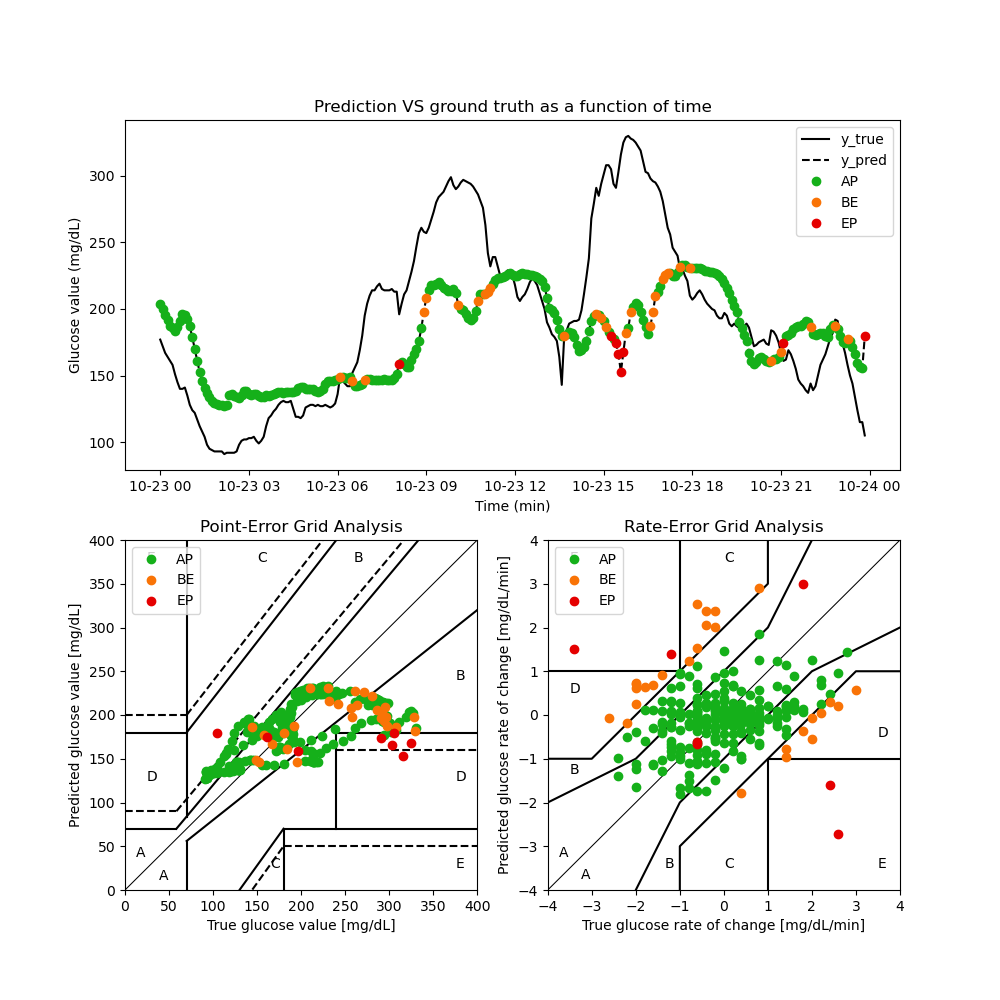 Prediction VS ground truth as a function of time
Glucose value (mg/dL)
300
250
200
150
100
y_true
y_pred
AP
BE
EP
10-23 00 10-23 03 10-23 06 10-23 09 10-23 12 10-23 15 10-23 18 10-23 21 10-24 00
Time (min)
Point-Error Grid Analysis
Predicted glucose value [mg/dL]
400
350
300
250
200
150
100
50
0
AP
BE
EP
C B
B
D D
A
A C E
0 50 100 150 200 250 300 350 400
True glucose value [mg/dL]
Rate-Error Grid Analysis
Predicted glucose rate of change [mg/dL/min]
4
3
2
1
0
−1
−2
−3
−4
AP
BE
EP
C
D
D
B
A
A B C E
−4 −3 −2 −1 0 1 2 3 4
True glucose rate of change [mg/dL/min]